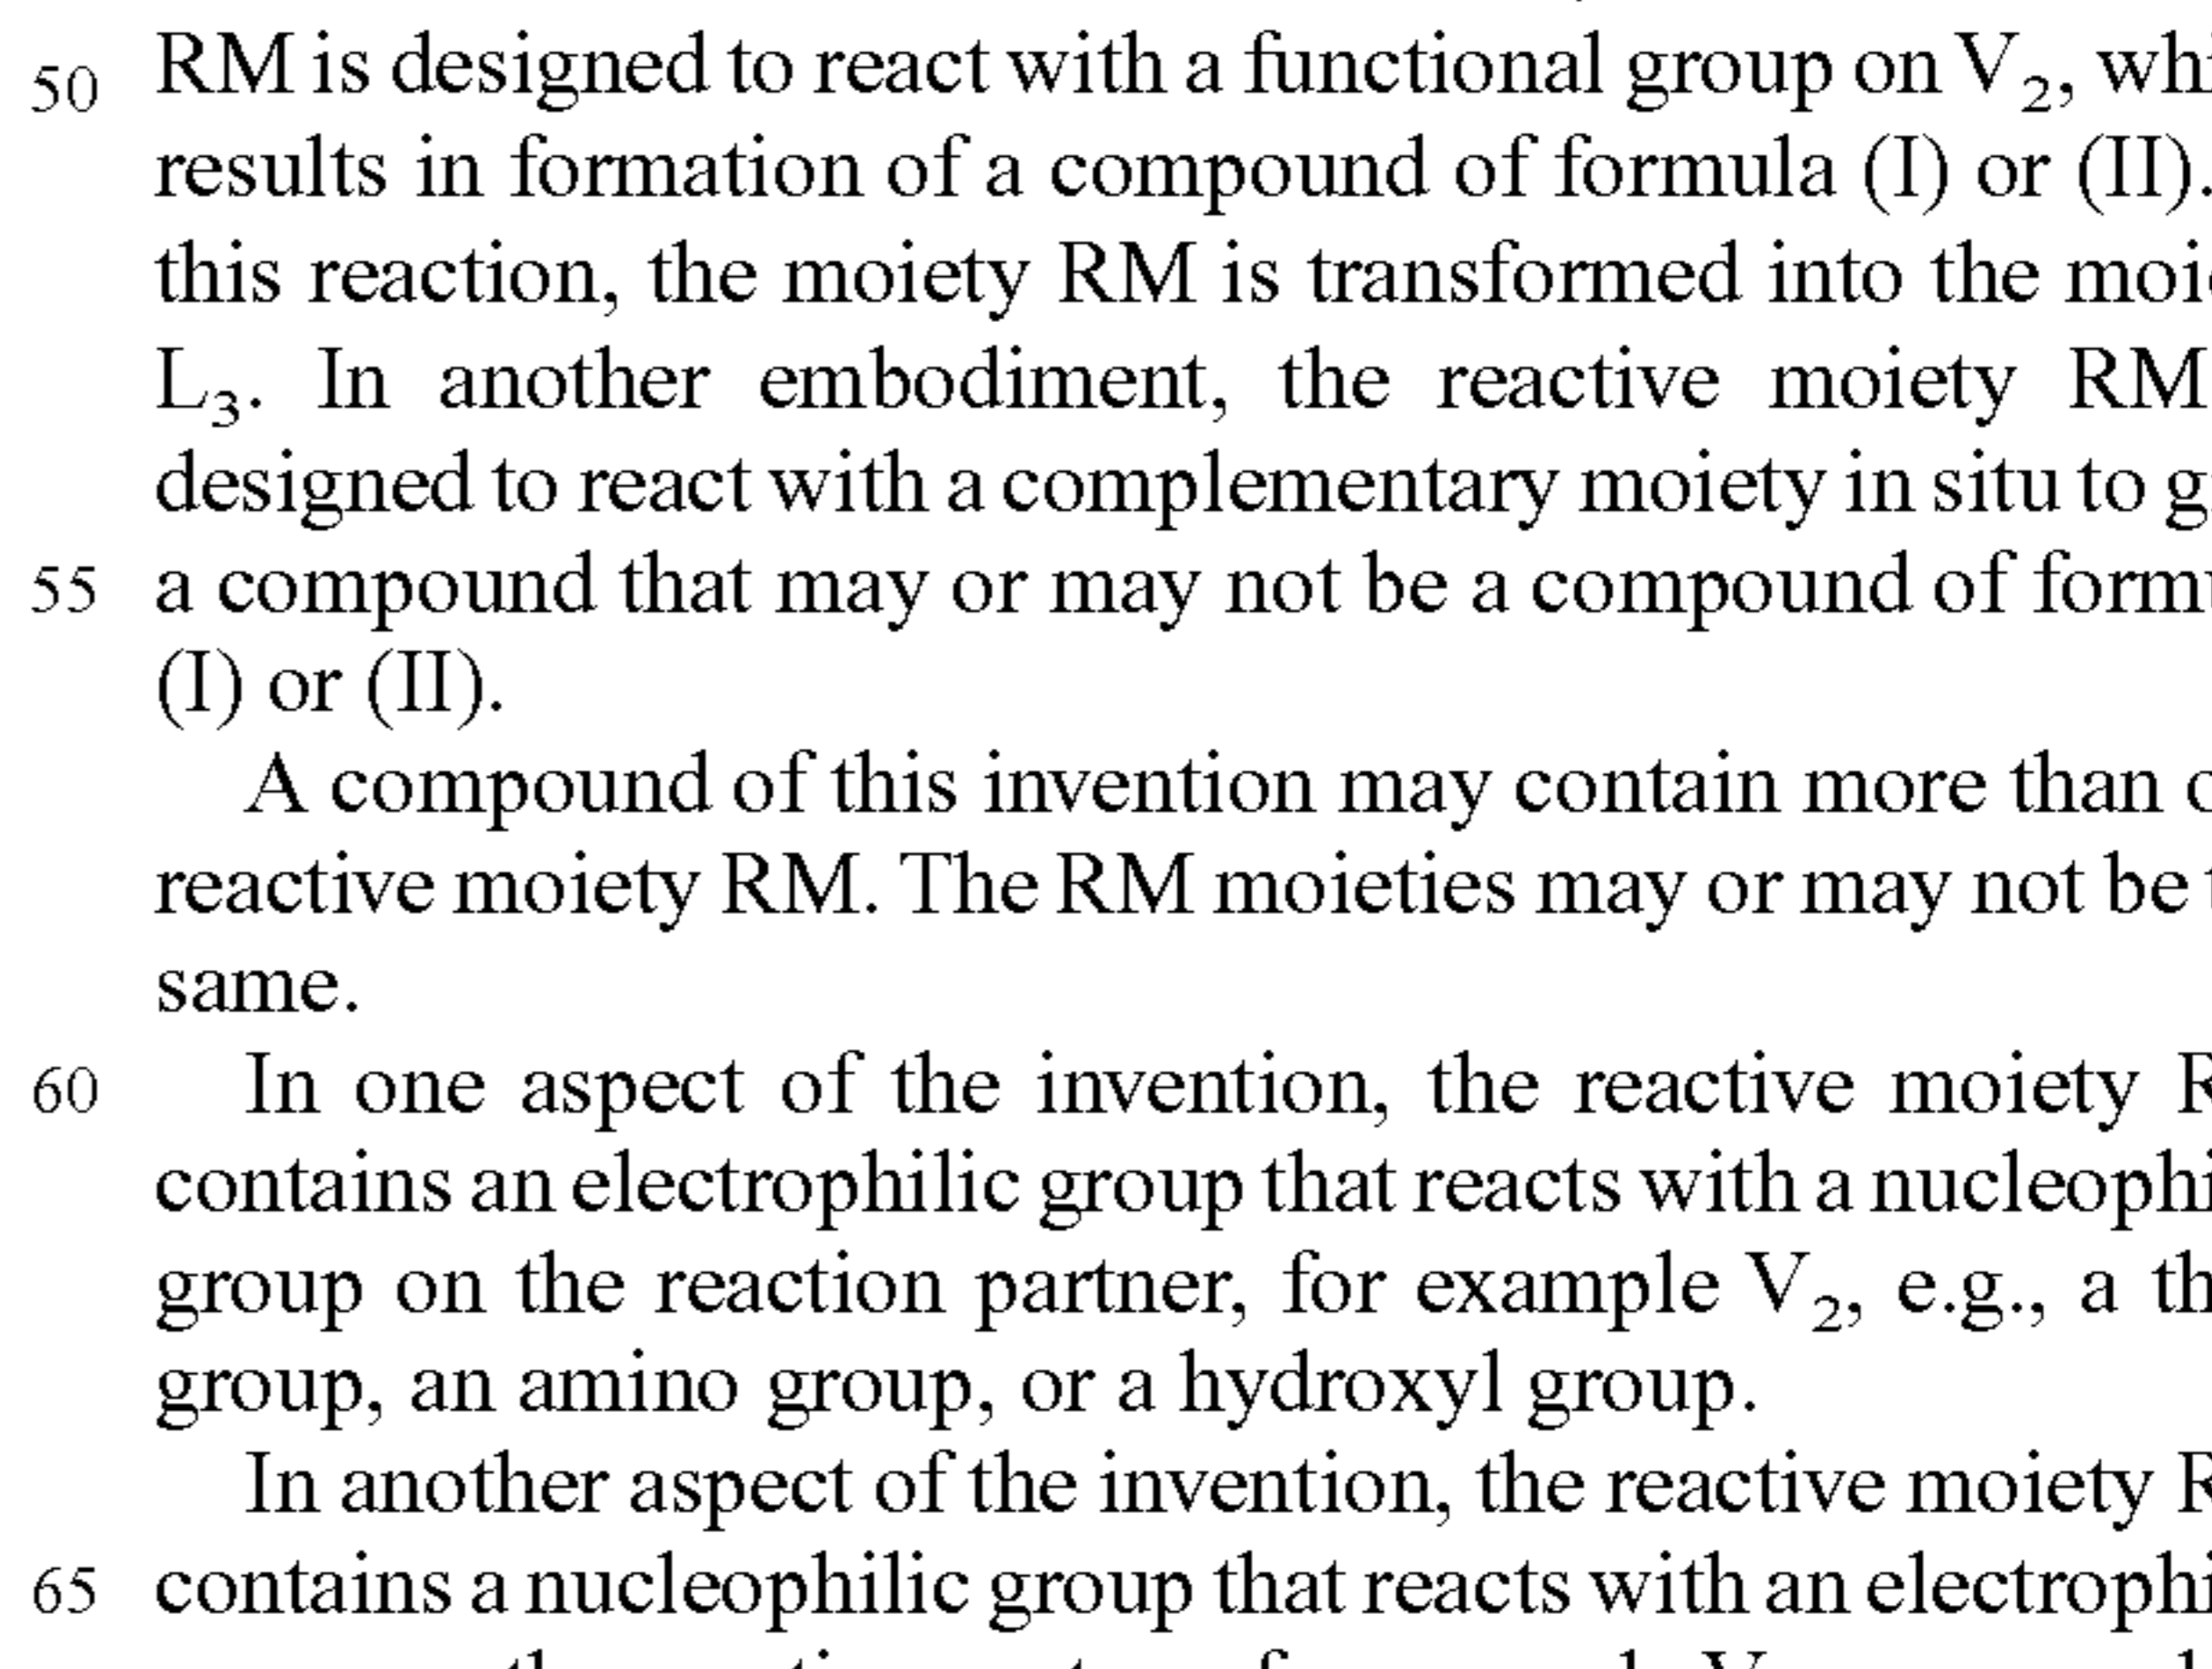 50 RM is designed to react with a functional group on V₂,
results in formation of a compound of formula (I) or (II).
this reaction, the moiety RM is transformed into the
L₃. In another embodiment, the reactive moiety RM
designed to react with a complementary moiety in situ to
55 a compound that may or may not be a compound of
(I) or (II).
A compound of this invention may contain more than
reactive moiety RM. The RM moieties may or may not be
same.
60 In one aspect of the invention, the reactive moiety
contains an electrophilic group that reacts with a
group on the reaction partner, for example V₂, e.g., a
group, an amino group, or a hydroxyl group.
In another aspect of the invention, the reactive moiety
65 contains a nucleophilic group that reacts with an